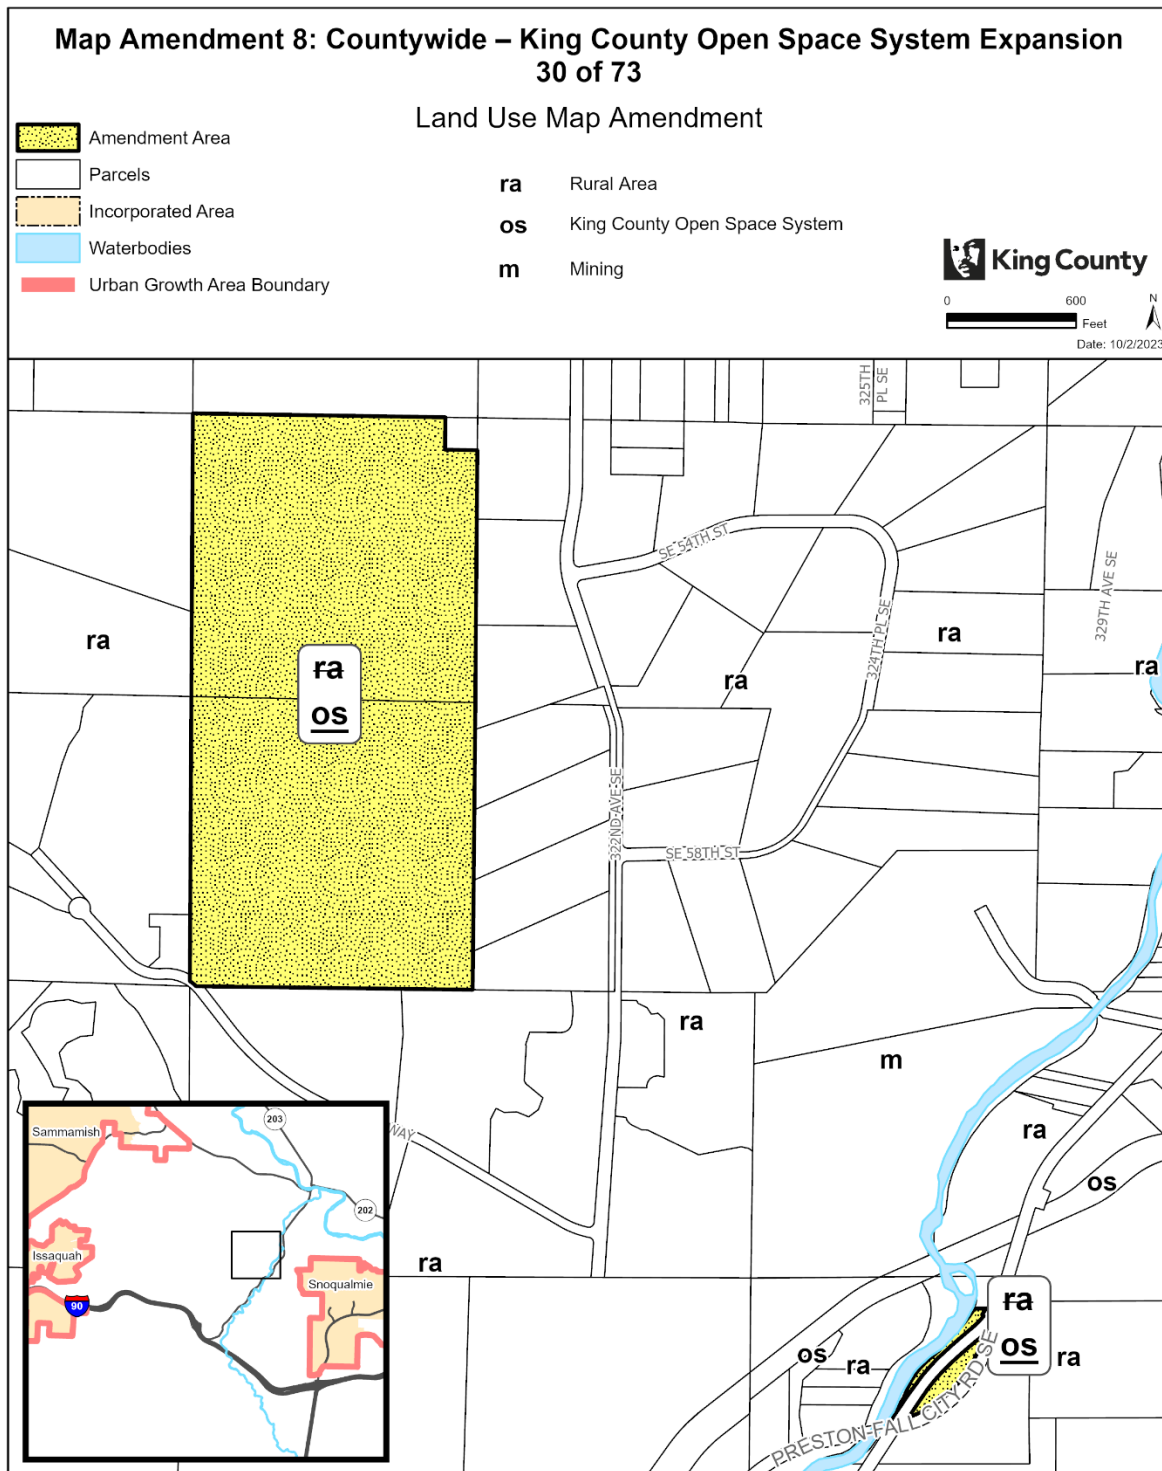 Map Amendment 8: Countywide – King County Open Space System Expansion
30 of 73
Land Use Map Amendment
Amendment Area
Parcels
Incorporated Area
Waterbodies
Urban Growth Area Boundary
ra Rural Area
os King County Open Space System
m Mining
King County
0 600
Feet
N
Date: 10/2/2023
325TH
PL SE
SE 54TH ST
329TH AVE SE
324TH PL SE
ra
ra
ra
ra
ra
os
ra
322ND AVE SE
SE 58TH ST
ra
m
WAY
ra
os
ra
ra
os
os
ra
ra
PRESTON-FALL CITY RD SE
203
Sammamish
202
Issaquah
Snoqualmie
90